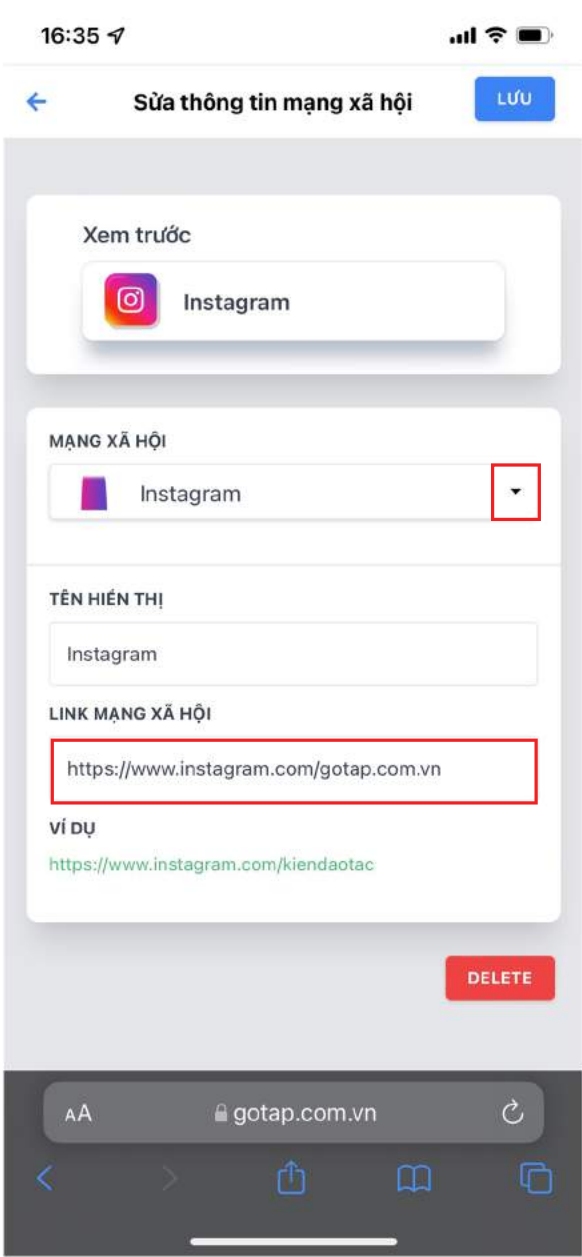 16:35
Sửa thông tin mạng xã hội
LƯU
Xem trước
Instagram
MẠNG XÃ HỘI
Instagram
TÊN HIỂN THỊ
Instagram
LINK MẠNG XÃ HỘI
https://www.instagram.com/gotap.com.vn
VÍ DỤ
https://www.instagram.com/kiendaotac
DELETE
AA
gotap.com.vn